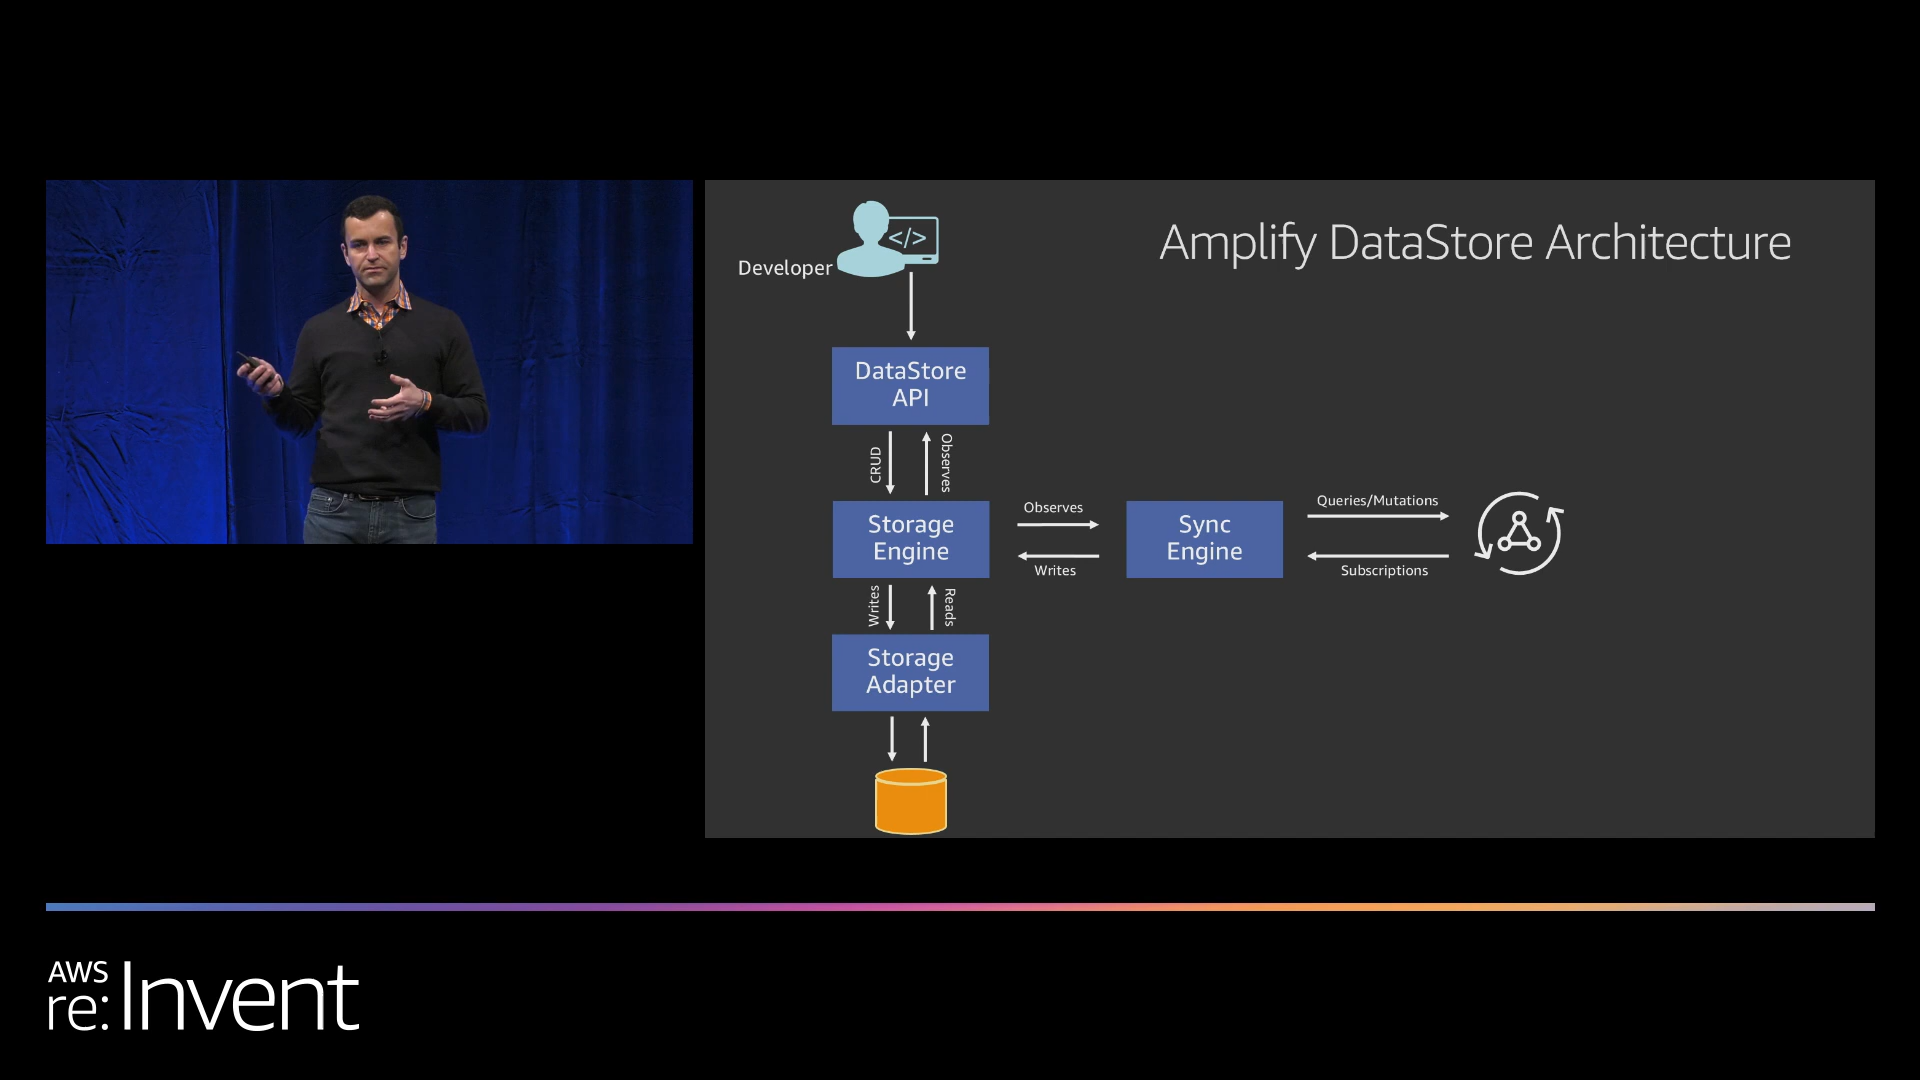 Amplify DataStore Architecture
</>
Developer
DataStore
API
CRUD
Observes
Storage
Engine
Observes
Writes
Sync
Engine
Queries/Mutations
Subscriptions
Writes
Reads
Storage
Adapter
AWS
re:Invent